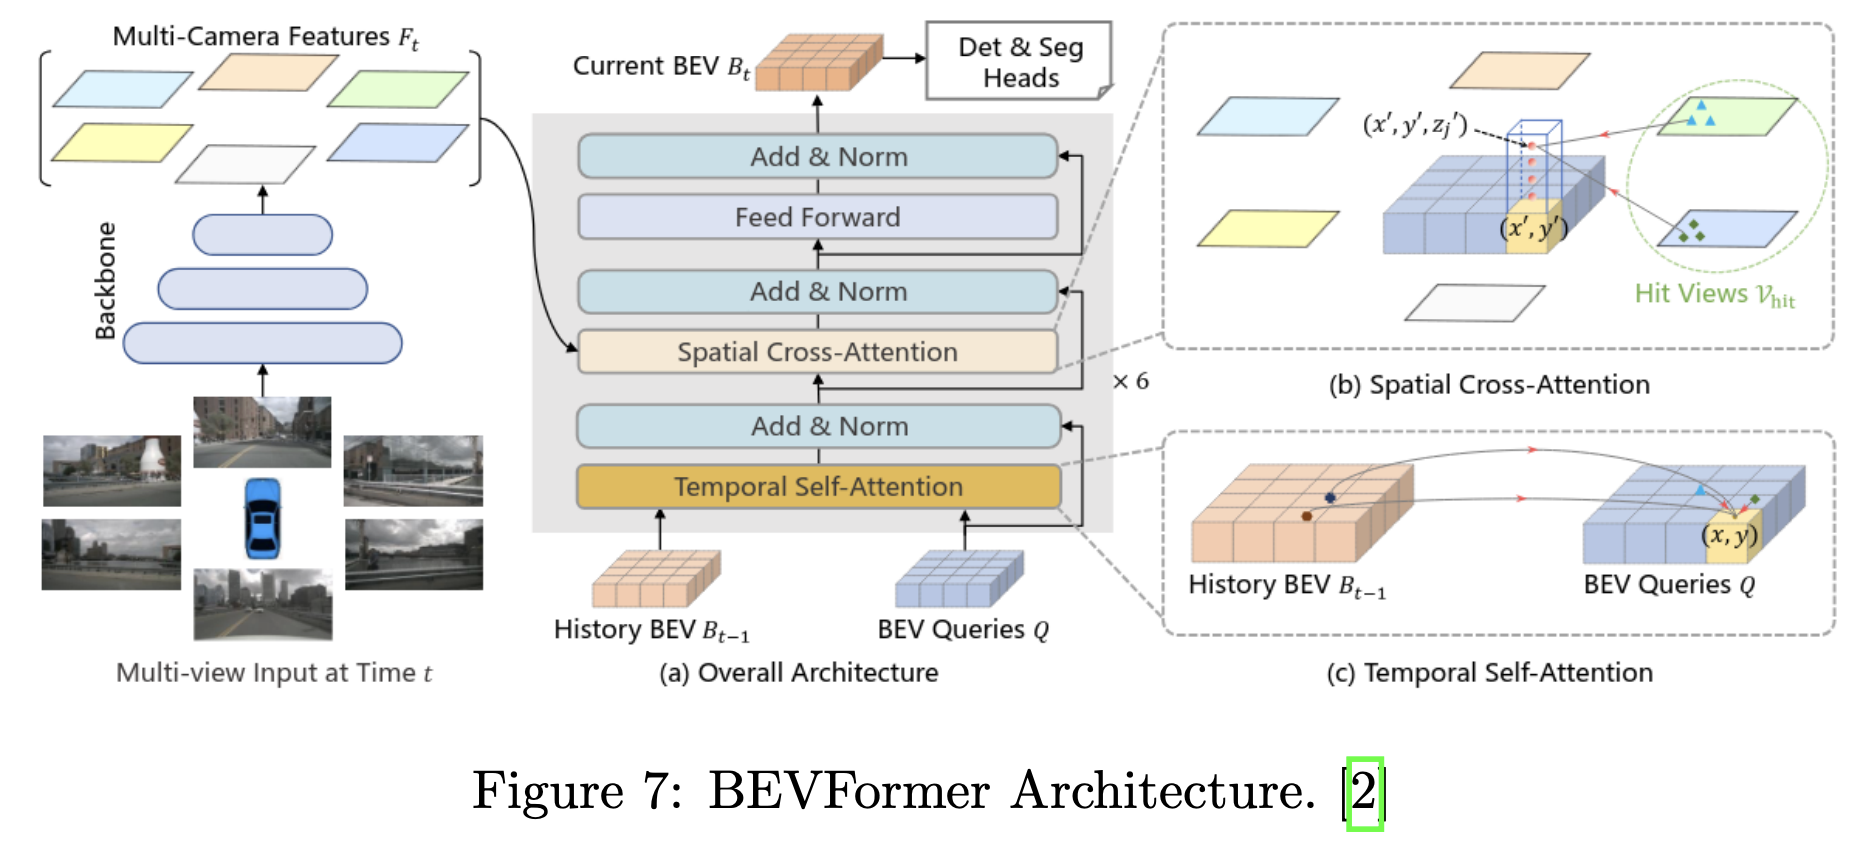 Multi-Camera Features F_t
Backbone
Multi-view Input at Time t
Current BEV B_t
Det & Seg
Heads
Add & Norm
Feed Forward
Add & Norm
Spatial Cross-Attention
Add & Norm
Temporal Self-Attention
× 6
History BEV B_{t−1}
BEV Queries Q
(a) Overall Architecture
(x′, y′, z_j′)
(x′, y′)
Hit Views 𝒱_hit
(b) Spatial Cross-Attention
(x, y)
History BEV B_{t−1}
BEV Queries Q
(c) Temporal Self-Attention
Figure 7: BEVFormer Architecture. [2]